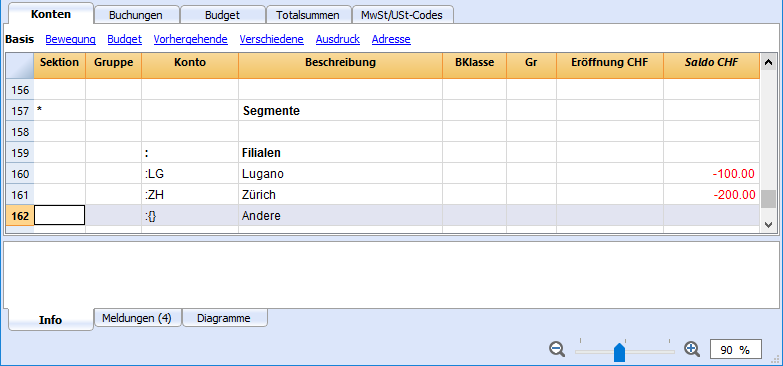 Konten Buchungen Budget Totalsummen MwSt/USt-Codes
Basis Bewegung Budget Vorhergehende Verschiedene Ausdruck Adresse
Sektion Gruppe Konto Beschreibung BKlasse Gr Eröffnung CHF Saldo CHF
156
157 * Segmente
158
159 : Filialen
160 :LG Lugano -100.00
161 :ZH Zürich -200.00
162 :{} Andere
Info Meldungen (4) Diagramme
90 %